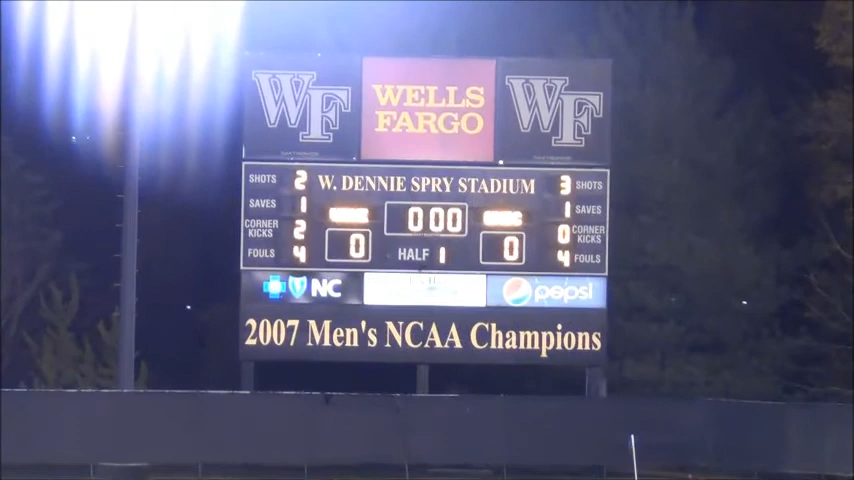 WF WELLS FARGO WF
W. DENNIE SPRY STADIUM
SHOTS 2 3 SHOTS
SAVES 1 1 SAVES
000
CORNER KICKS 2 0 CORNER KICKS
0 0
FOULS 4 HALF 1 4 FOULS
NC pepsi
2007 Men's NCAA Champions